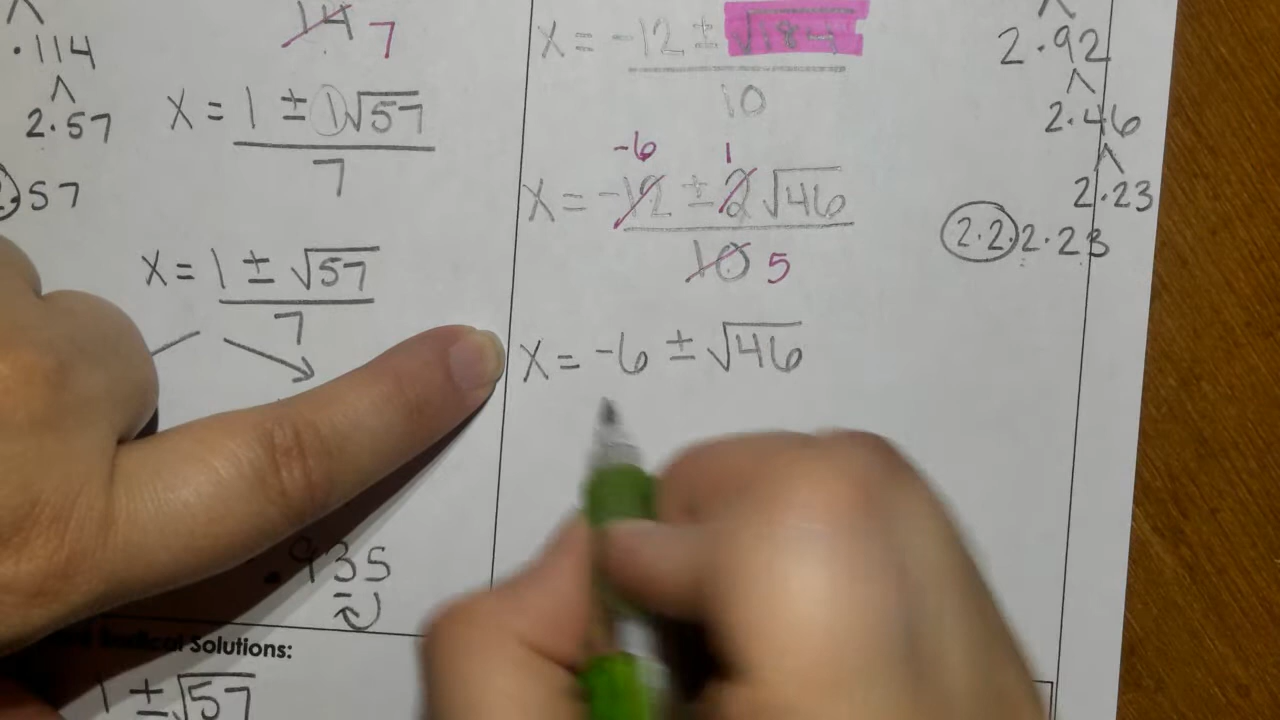 .114
2.57
57
14 7
x = 1 ± 1√57
7
x = 1 ± √57
7
.935
Solutions:
1 ± √57
x = -12 ± √184
10
-6 1
x = -12 ± 2√46
10 5
x = -6 ± √46
2.92
2.46
2.23
2.2.2.23